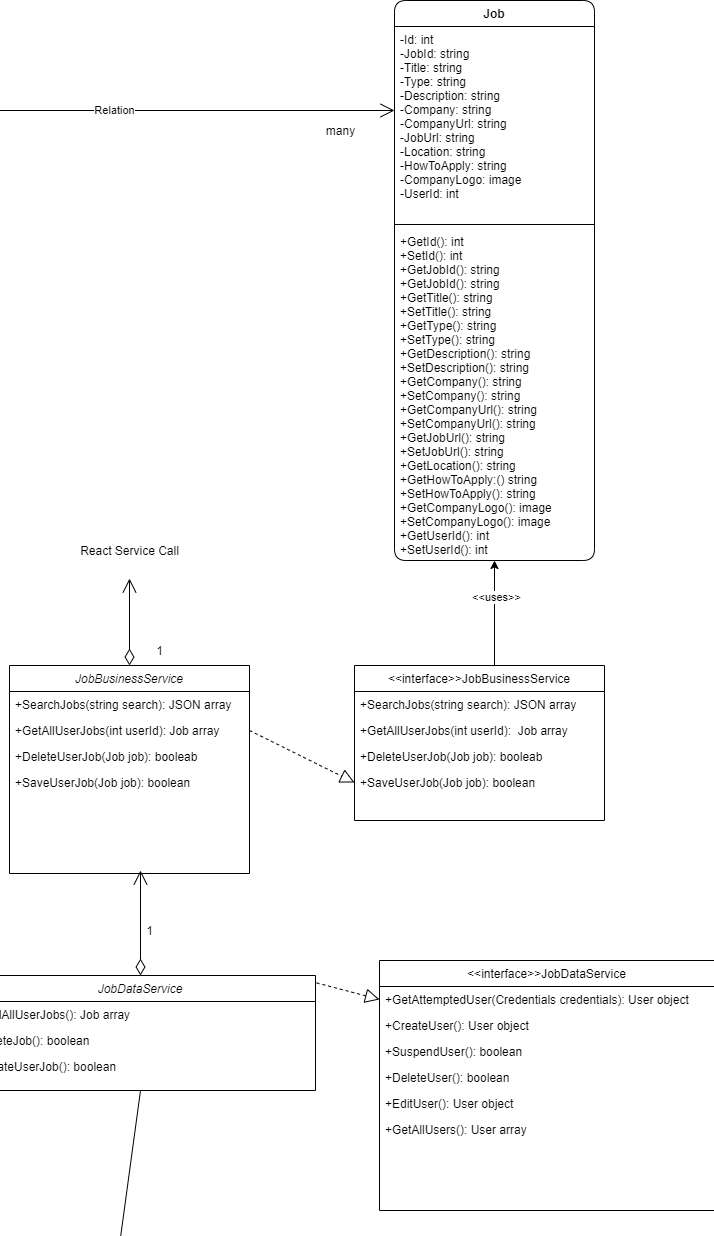 Job
-Id: int
-JobId: string
-Title: string
-Type: string
-Description: string
-Company: string
-CompanyUrl: string
-JobUrl: string
-Location: string
-HowToApply: string
-CompanyLogo: image
-UserId: int
Relation
many
+GetId(): int
+SetId(): int
+GetJobId(): string
+GetJobId(): string
+GetTitle(): string
+SetTitle(): string
+GetType(): string
+SetType(): string
+GetDescription(): string
+SetDescription(): string
+GetCompany(): string
+SetCompany(): string
+GetCompanyUrl(): string
+SetCompanyUrl(): string
+GetJobUrl(): string
+SetJobUrl(): string
+GetLocation(): string
+GetHowToApply:() string
+SetHowToApply(): string
+GetCompanyLogo(): image
+SetCompanyLogo(): image
+GetUserId(): int
+SetUserId(): int
React Service Call
<<uses>>
1
JobBusinessService
+SearchJobs(string search): JSON array
+GetAllUserJobs(int userId): Job array
+DeleteUserJob(Job job): booleab
+SaveUserJob(Job job): boolean
<<interface>>JobBusinessService
+SearchJobs(string search): JSON array
+GetAllUserJobs(int userId):  Job array
+DeleteUserJob(Job job): booleab
+SaveUserJob(Job job): boolean
1
JobDataService
AllUserJobs(): Job array
eteJob(): boolean
ateUserJob(): boolean
<<interface>>JobDataService
+GetAttemptedUser(Credentials credentials): User object
+CreateUser(): User object
+SuspendUser(): boolean
+DeleteUser(): boolean
+EditUser(): User object
+GetAllUsers(): User array